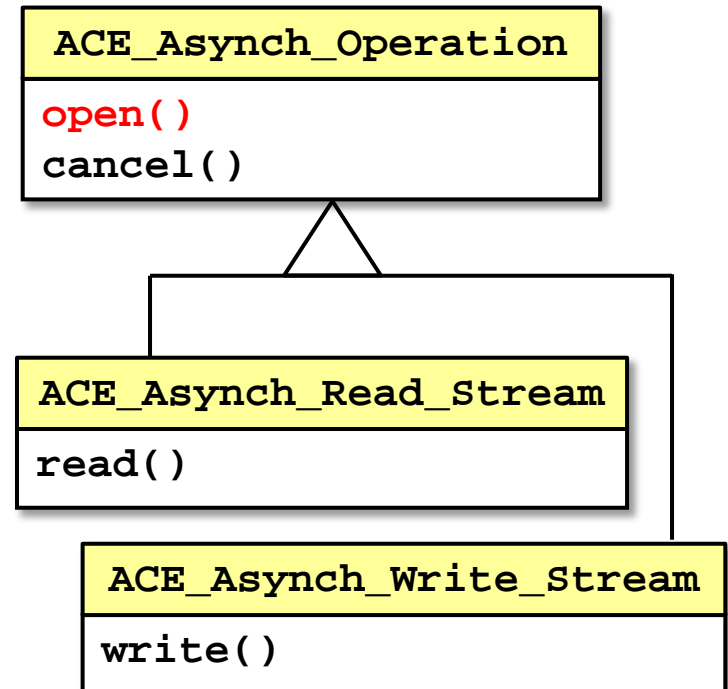 ACE_Asynch_Operation
open()
cancel()
ACE_Asynch_Read_Stream
read()
ACE_Asynch_Write_Stream
write()